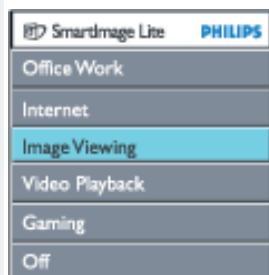 SmartImage Lite PHILIPS
Office Work
Internet
Image Viewing
Video Playback
Gaming
Off